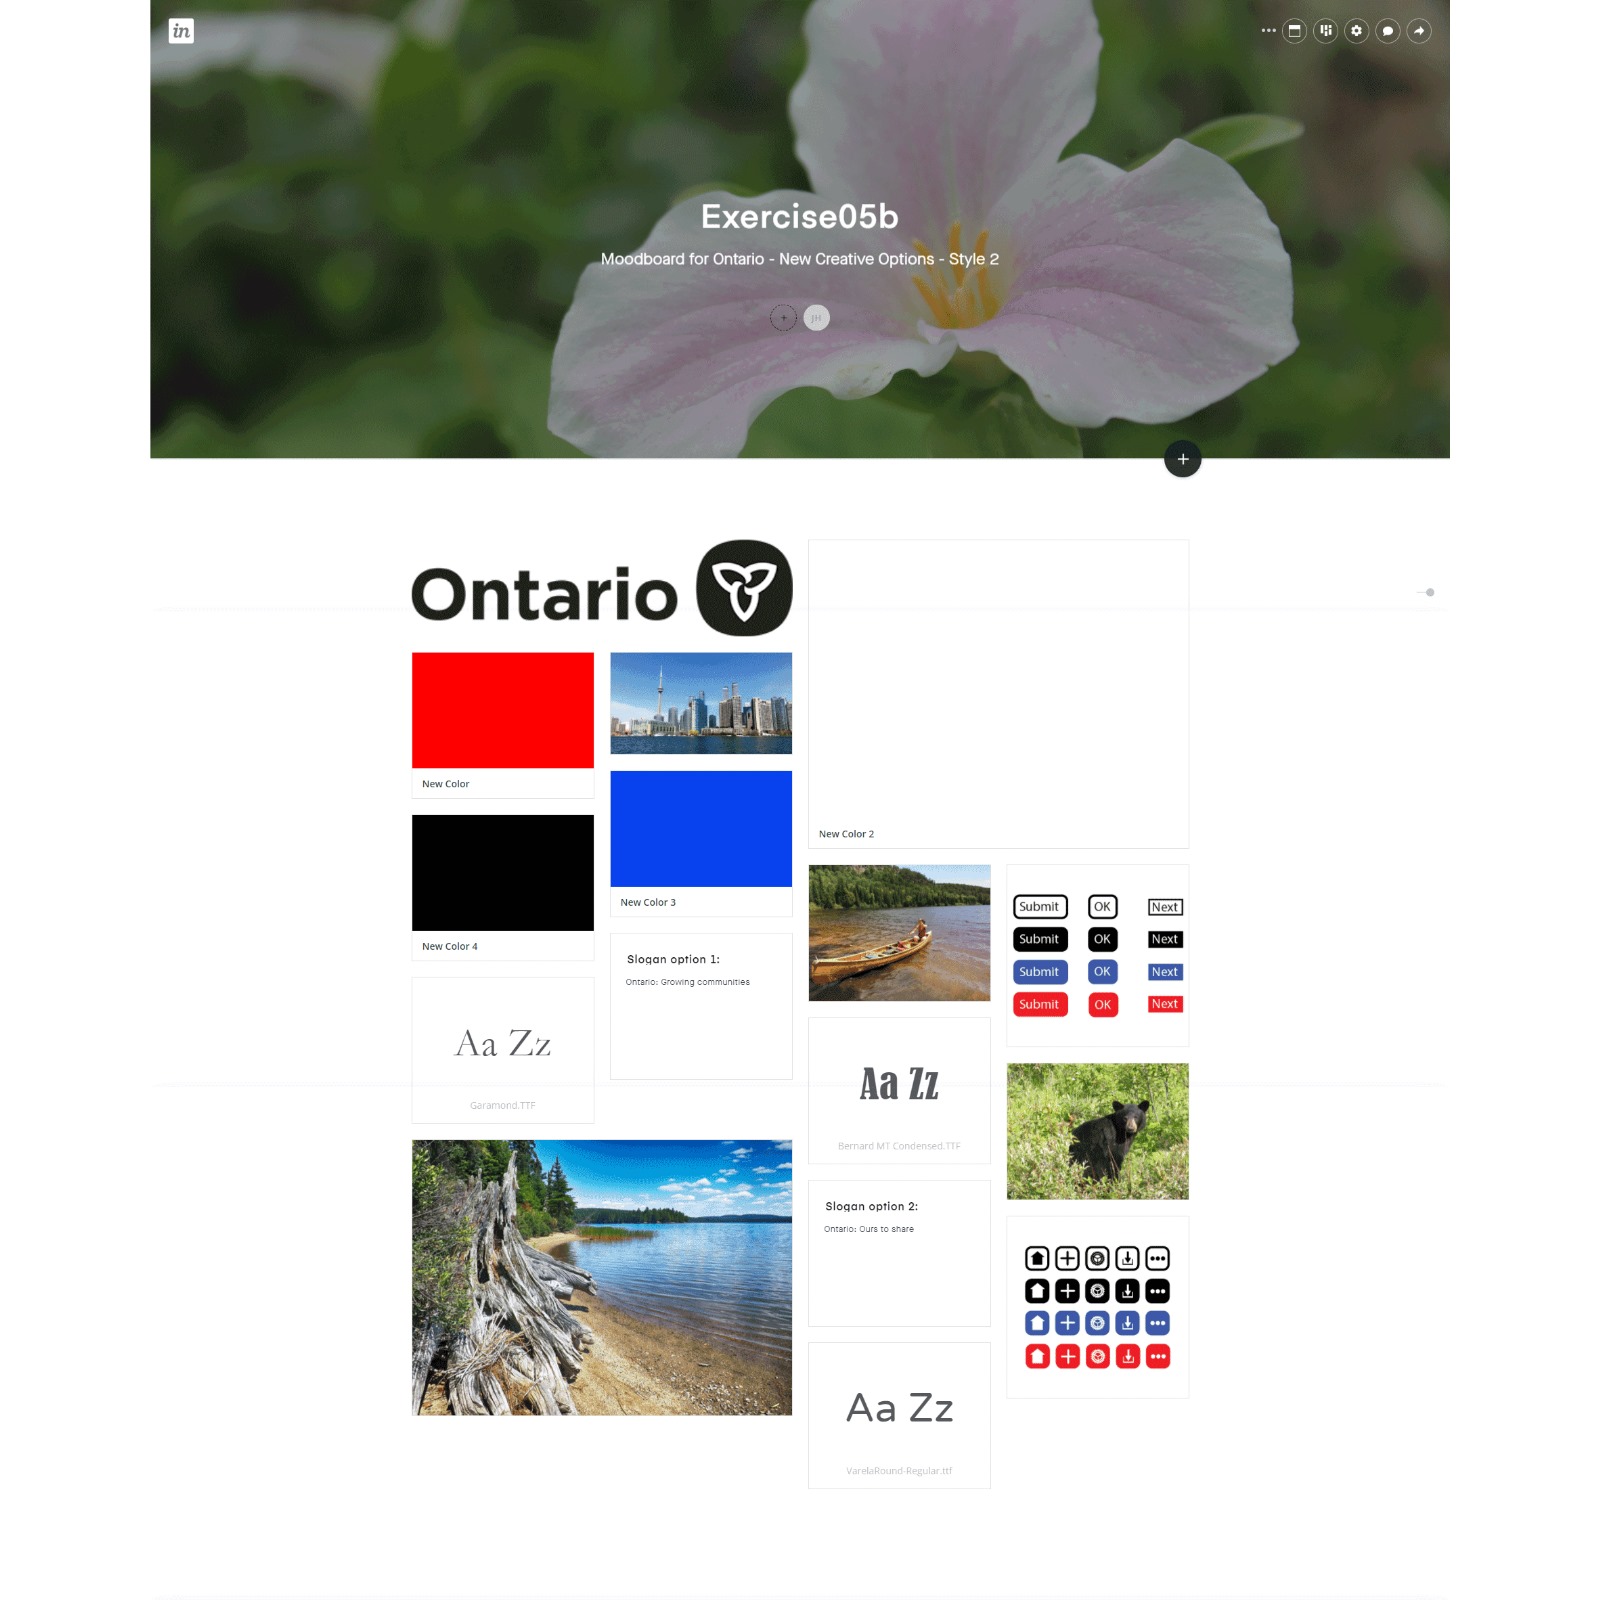 in
Exercise05b
Moodboard for Ontario - New Creative Options - Style 2
+ JH
+
Ontario
New Color
New Color 4
Aa Zz
Garamond.TTF
New Color 3
Slogan option 1:
Ontario: Growing communities
New Color 2
Aa Zz
Bernard MT Condensed.TTF
Slogan option 2:
Ontario: Ours to share
Aa Zz
VarelaRound-Regular.ttf
Submit OK Next
Submit OK Next
Submit OK Next
Submit OK Next